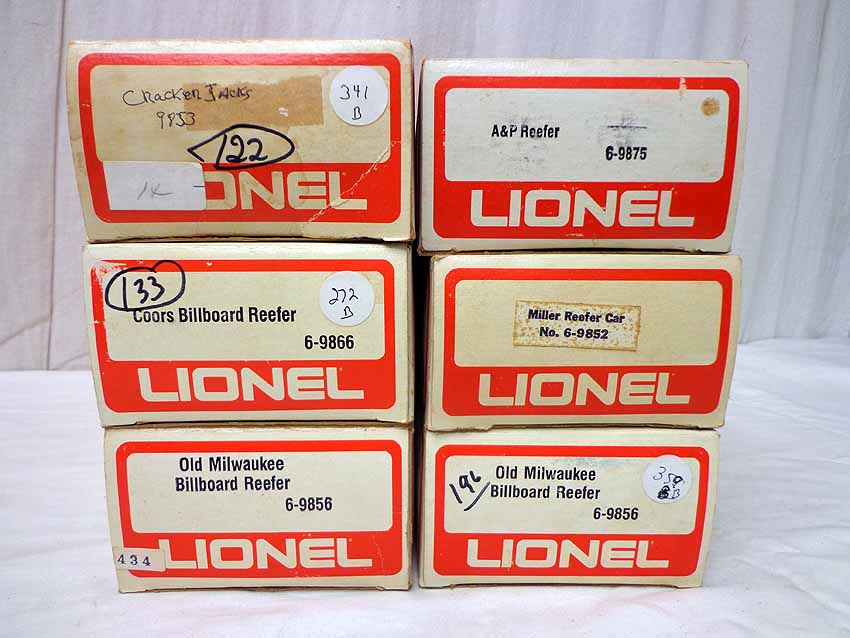 Cracker Jacks
9853
341
B
122
1x
LIONEL
A&P Reefer
6-9875
LIONEL
133
272
B
Coors Billboard Reefer
6-9866
LIONEL
Miller Reefer Car
No. 6-9852
LIONEL
Old Milwaukee
Billboard Reefer
6-9856
434
LIONEL
Old Milwaukee
Billboard Reefer
6-9856
359
B
LIONEL